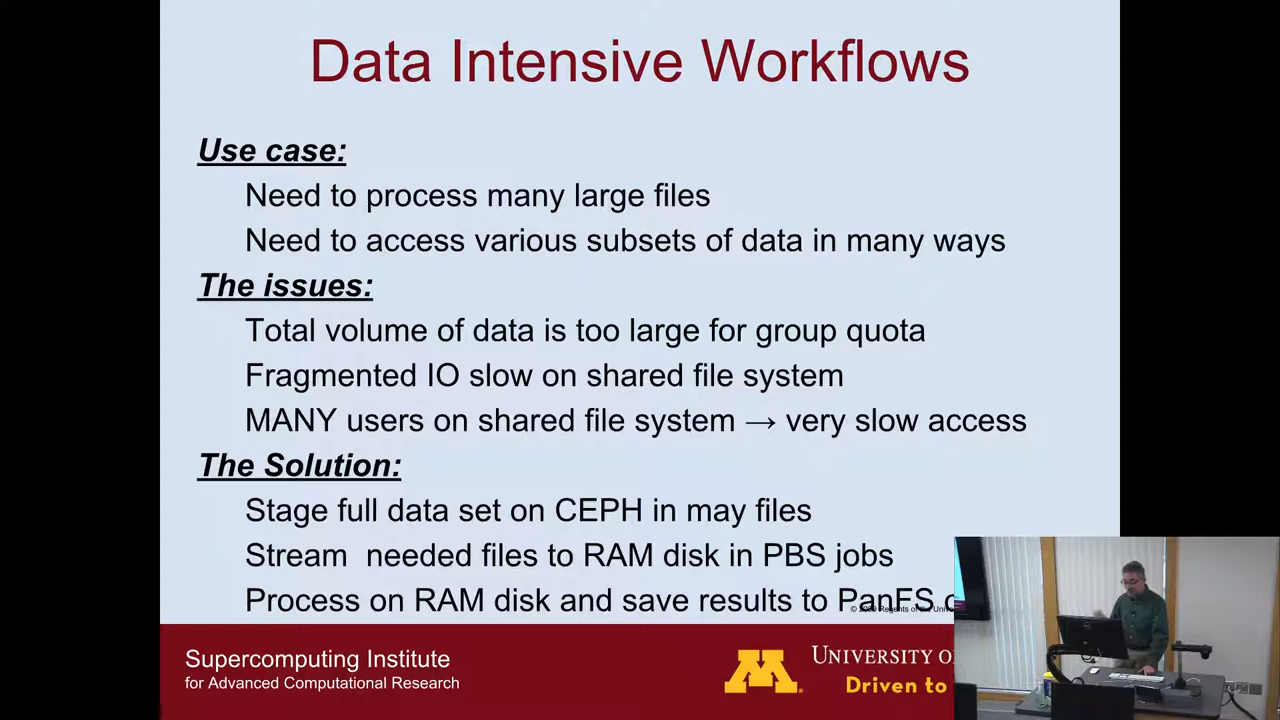 Data Intensive Workflows
Use case:
Need to process many large files
Need to access various subsets of data in many ways
The issues:
Total volume of data is too large for group quota
Fragmented IO slow on shared file system
MANY users on shared file system → very slow access
The Solution:
Stage full data set on CEPH in may files
Stream needed files to RAM disk in PBS jobs
Process on RAM disk and save results to PanFS
Regents of the
Supercomputing Institute
for Advanced Computational Research
M
UNIVERSITY
Driven to